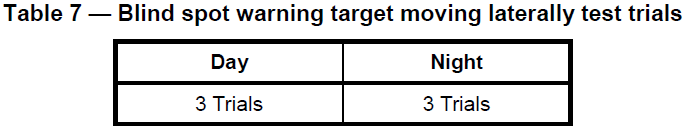 Table 7 — Blind spot warning target moving laterally test trials
Day Night
3 Trials 3 Trials